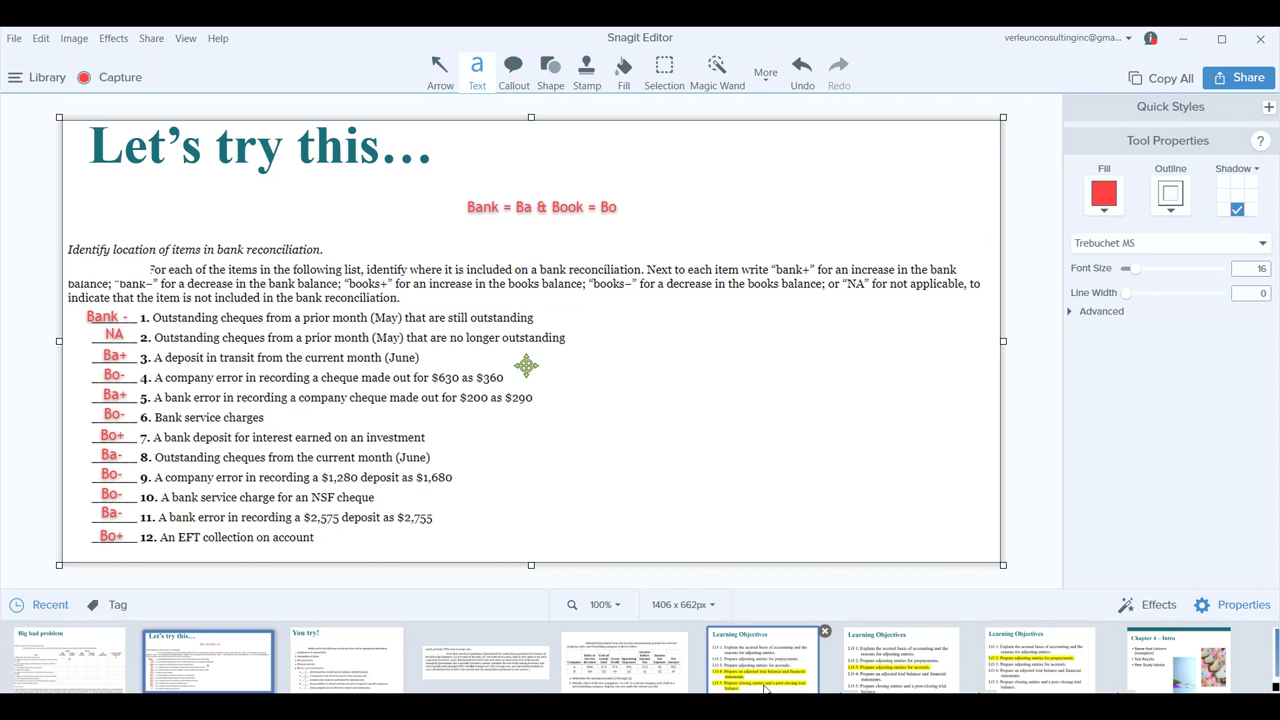 Snagit Editor
File Edit Image Effects Share View Help
verleunconsultinginc@gma...
Library Capture
Arrow Text Callout Shape Stamp Fill Selection Magic Wand More Undo Redo
Copy All Share
Quick Styles
Tool Properties
Fill Outline Shadow
Trebuchet MS
Font Size 16
Line Width 0
Advanced
Let's try this…
Bank = Ba & Book = Bo
Identify location of items in bank reconciliation.
For each of the items in the following list, identify where it is included on a bank reconciliation. Next to each item write “bank+” for an increase in the bank
balance; “bank–” for a decrease in the bank balance; “books+” for an increase in the books balance; “books–” for a decrease in the books balance; or “NA” for not applicable, to
indicate that the item is not included in the bank reconciliation.
Bank - 1. Outstanding cheques from a prior month (May) that are still outstanding
NA 2. Outstanding cheques from a prior month (May) that are no longer outstanding
Ba+ 3. A deposit in transit from the current month (June)
Bo- 4. A company error in recording a cheque made out for $630 as $360
Ba+ 5. A bank error in recording a company cheque made out for $200 as $290
Bo- 6. Bank service charges
Bo+ 7. A bank deposit for interest earned on an investment
Ba- 8. Outstanding cheques from the current month (June)
Bo- 9. A company error in recording a $1,280 deposit as $1,680
Bo- 10. A bank service charge for an NSF cheque
Ba- 11. A bank error in recording a $2,575 deposit as $2,755
Bo+ 12. An EFT collection on account
Recent Tag
100% 1406 x 662px
Effects Properties
Big bad problem
Let's try this…
You try!
Learning Objectives
Learning Objectives
Learning Objectives
Chapter 4 – Intro